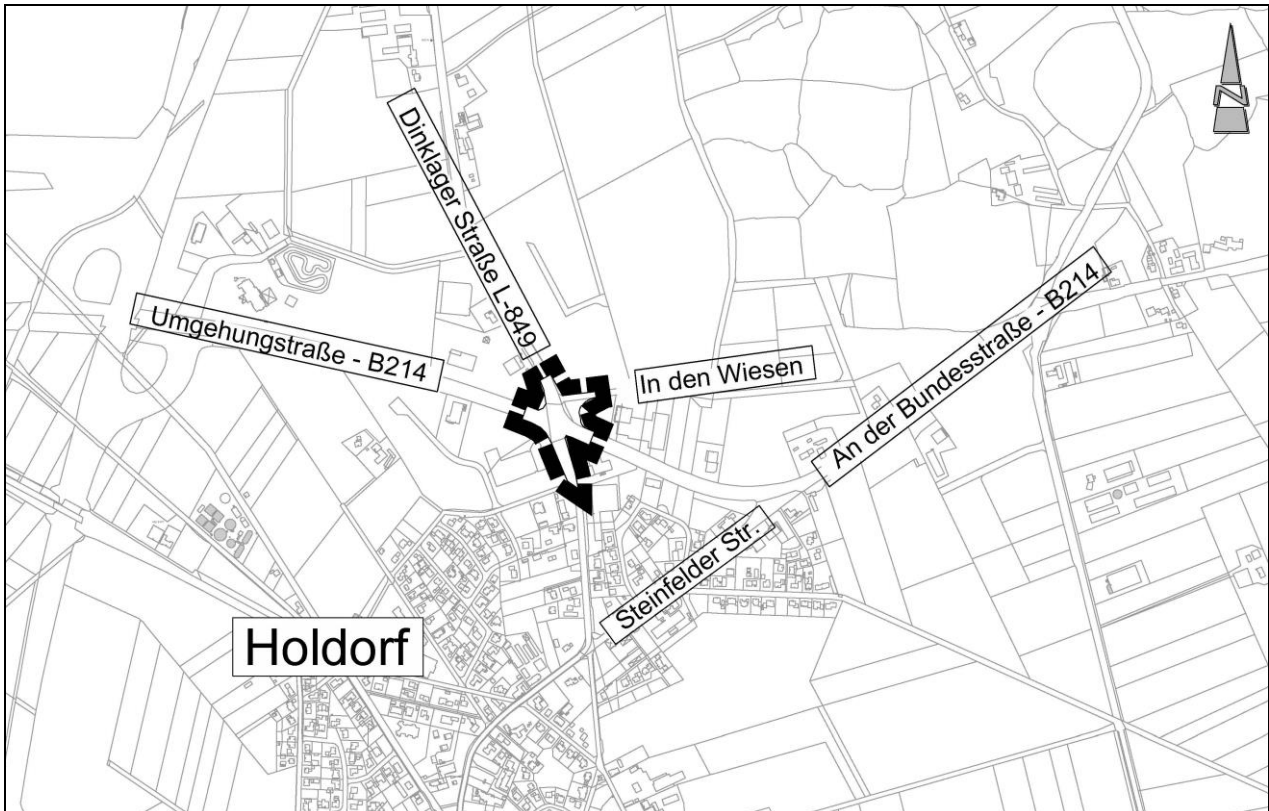 N
Dinklager Straße L-849
Umgehungstraße - B214
In den Wiesen
An der Bundesstraße - B214
Steinfelder Str.
Holdorf